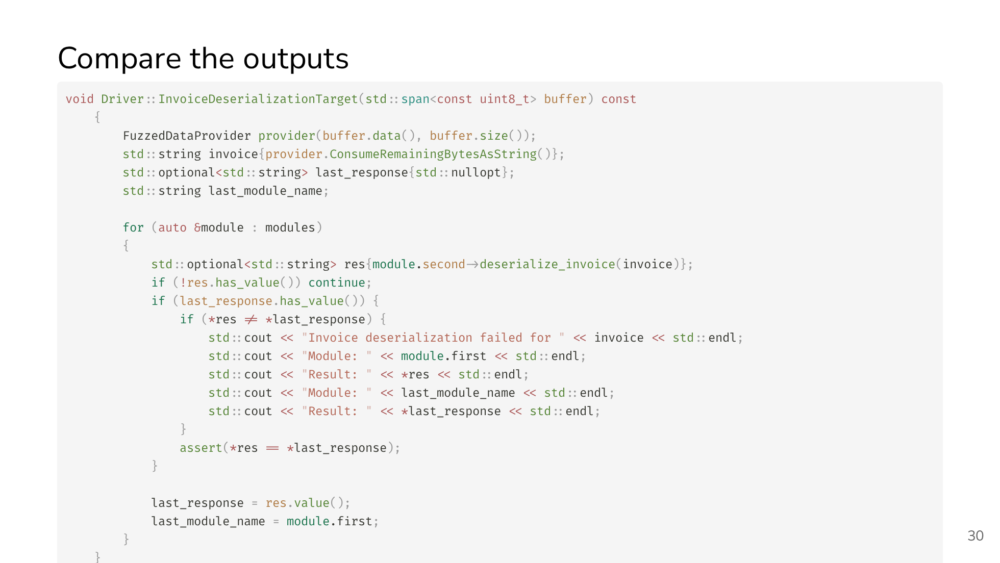 Compare the outputs
void Driver::InvoiceDeserializationTarget(std::span<const uint8_t> buffer) const
{
FuzzedDataProvider provider(buffer.data(), buffer.size());
std::string invoice{provider.ConsumeRemainingBytesAsString()};
std::optional<std::string> last_response{std::nullopt};
std::string last_module_name;
for (auto &module : modules)
{
std::optional<std::string> res{module.second->deserialize_invoice(invoice)};
if (!res.has_value()) continue;
if (last_response.has_value()) {
if (*res != *last_response) {
std::cout << "Invoice deserialization failed for " << invoice << std::endl;
std::cout << "Module: " << module.first << std::endl;
std::cout << "Result: " << *res << std::endl;
std::cout << "Module: " << last_module_name << std::endl;
std::cout << "Result: " << *last_response << std::endl;
}
assert(*res == *last_response);
}
last_response = res.value();
last_module_name = module.first;
}
}
30